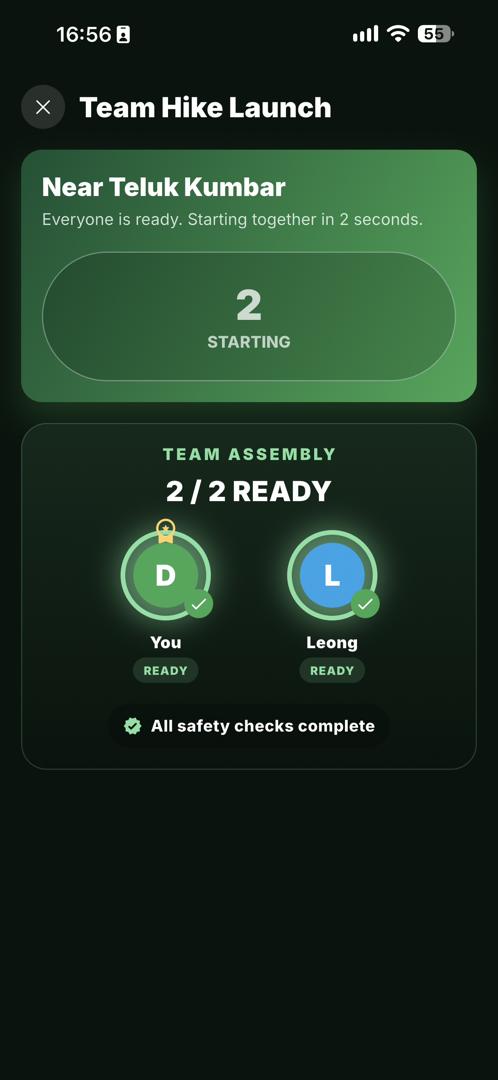 16:56
55
Team Hike Launch
Near Teluk Kumbar
Everyone is ready. Starting together in 2 seconds.
2
STARTING
TEAM ASSEMBLY
2 / 2 READY
D
L
You
Leong
READY
READY
All safety checks complete